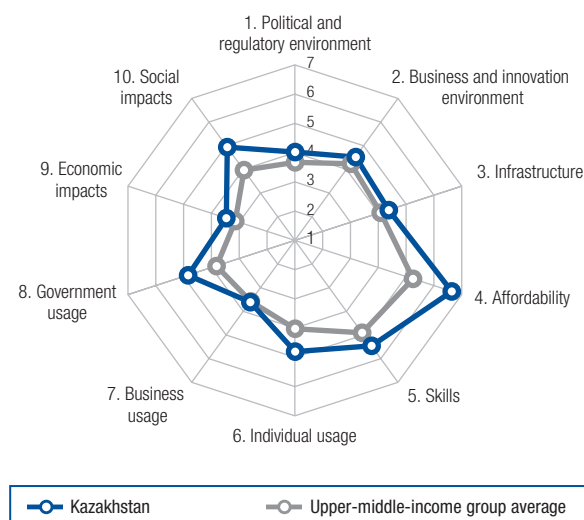 1. Political and
regulatory environment
2. Business and innovation
environment
3. Infrastructure
4. Affordability
5. Skills
6. Individual usage
7. Business
usage
8. Government
usage
9. Economic
impacts
10. Social
impacts
7
6
5
4
3
2
1
Kazakhstan
Upper-middle-income group average